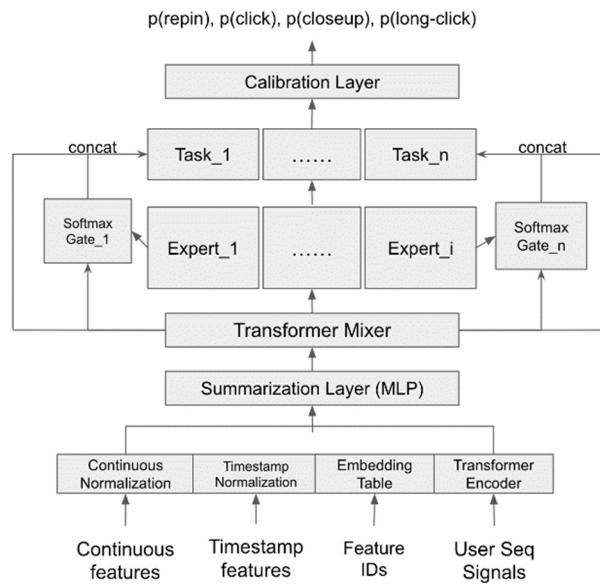 p(repin), p(click), p(closeup), p(long-click)
Calibration Layer
concat
Task_1
......
Task_n
concat
Softmax
Gate_1
Expert_1
......
Expert_i
Softmax
Gate_n
Transformer Mixer
Summarization Layer (MLP)
Continuous
Normalization
Timestamp
Normalization
Embedding
Table
Transformer
Encoder
Continuous
features
Timestamp
features
Feature
IDs
User Seq
Signals